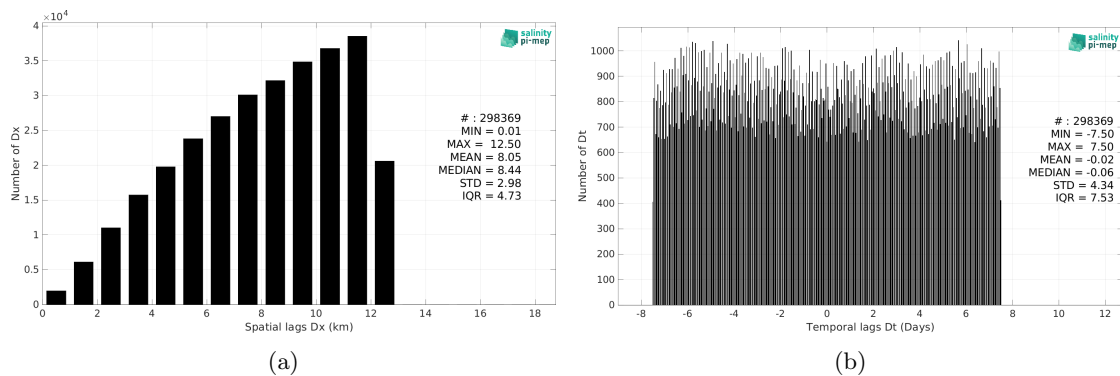 ×10⁴
4
3.5
3
2.5
2
1.5
1
0.5
0
Number of Dx
0 2 4 6 8 10 12 14 16 18
Spatial lags Dx (km)
salinity
pi-mep
# : 298369
MIN = 0.01
MAX = 12.50
MEAN = 8.05
MEDIAN = 8.44
STD = 2.98
IQR = 4.73
(a)
1000
900
800
700
600
500
400
300
200
100
0
Number of Dt
-8 -6 -4 -2 0 2 4 6 8 10 12
Temporal lags Dt (Days)
salinity
pi-mep
# : 298369
MIN = -7.50
MAX = 7.50
MEAN = -0.02
MEDIAN = -0.06
STD = 4.34
IQR = 7.53
(b)